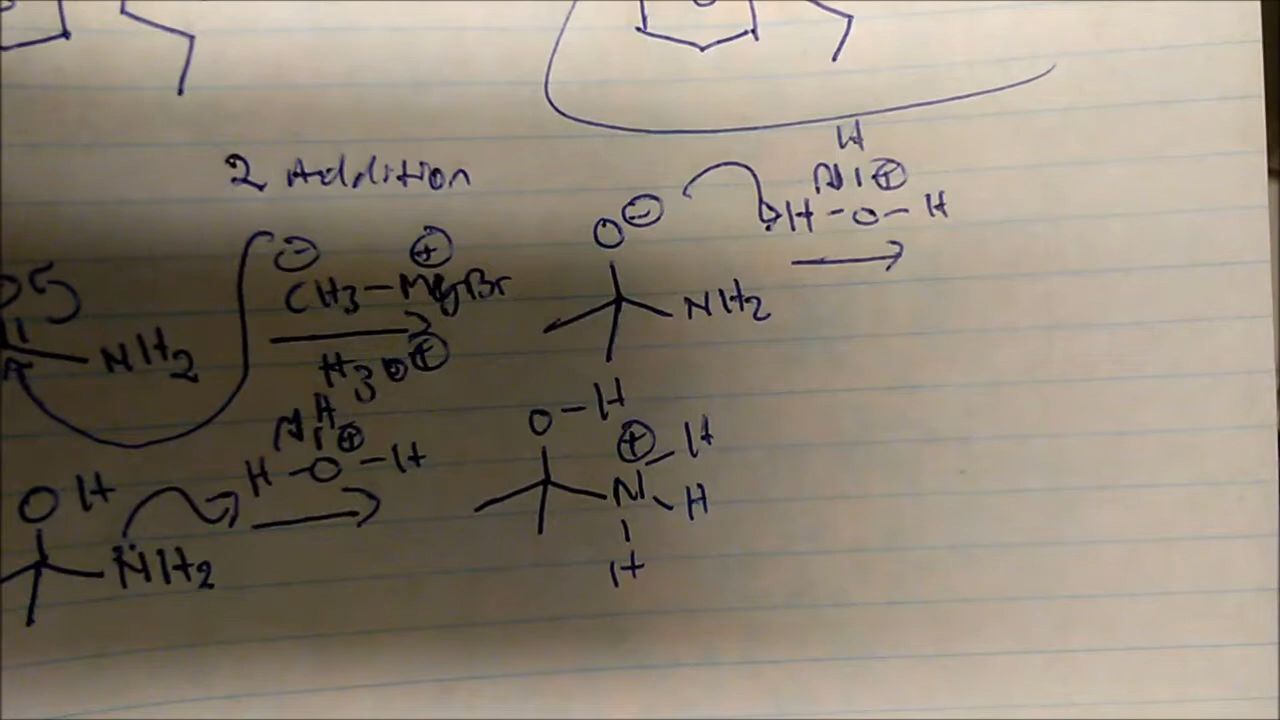 2 Addition
H
⊕
H-O-H
O⊖
NH2
⊖ ⊕
CH3-MgBr
H3O⊕
NH2
H
⊕
H-O-H
OH
NH2
O-H
⊕ H
N H
H